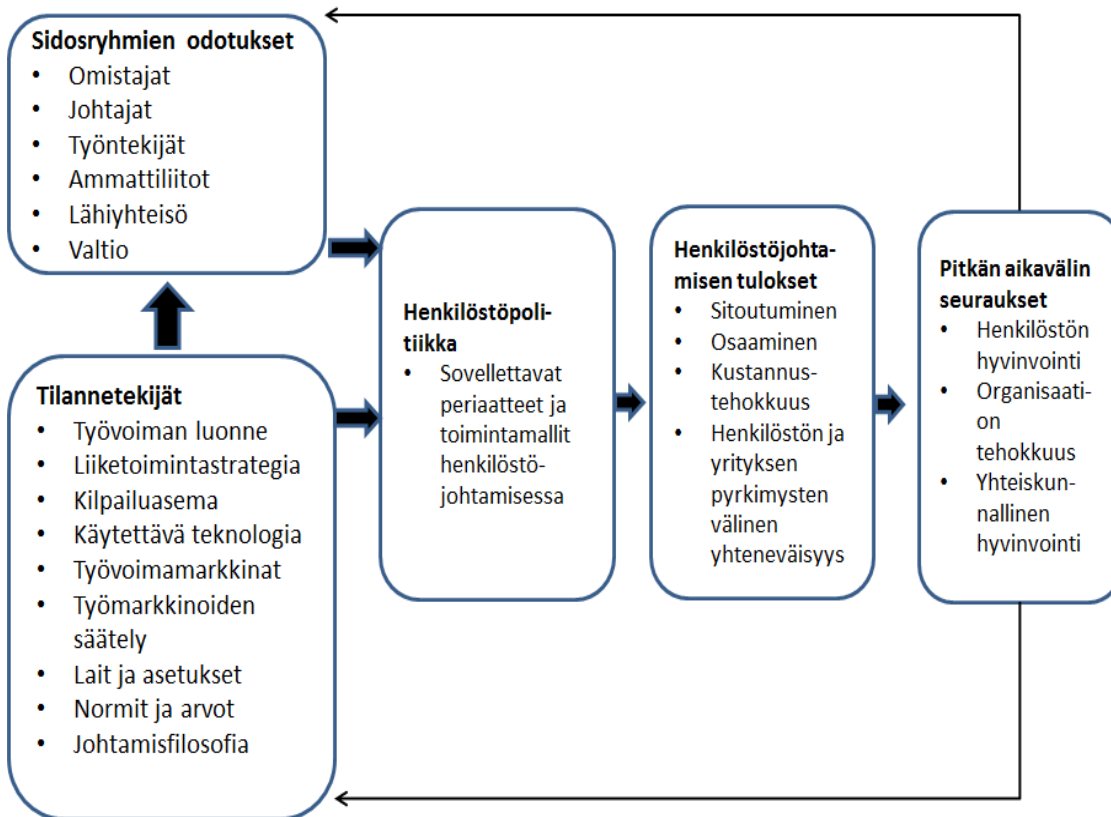 Sidosryhmien odotukset
• Omistajat
• Johtajat
• Työntekijät
• Ammattiliitot
• Lähiyhteisö
• Valtio
Tilannetekijät
• Työvoiman luonne
• Liiketoimintastrategia
• Kilpailuasema
• Käytettävä teknologia
• Työvoimamarkkinat
• Työmarkkinoiden
säätely
• Lait ja asetukset
• Normit ja arvot
• Johtamisfilosofia
Henkilöstöpoli-
tiikka
• Sovellettavat
periaatteet ja
toimintamallit
henkilöstö-
johtamisessa
Henkilöstöjohta-
misen tulokset
• Sitoutuminen
• Osaaminen
• Kustannus-
tehokkuus
• Henkilöstön ja
yrityksen
pyrkimysten
välinen
yhteneväisyys
Pitkän aikavälin
seuraukset
• Henkilöstön
hyvinvointi
• Organisaati-
on
tehokkuus
• Yhteiskun-
nallinen
hyvinvointi